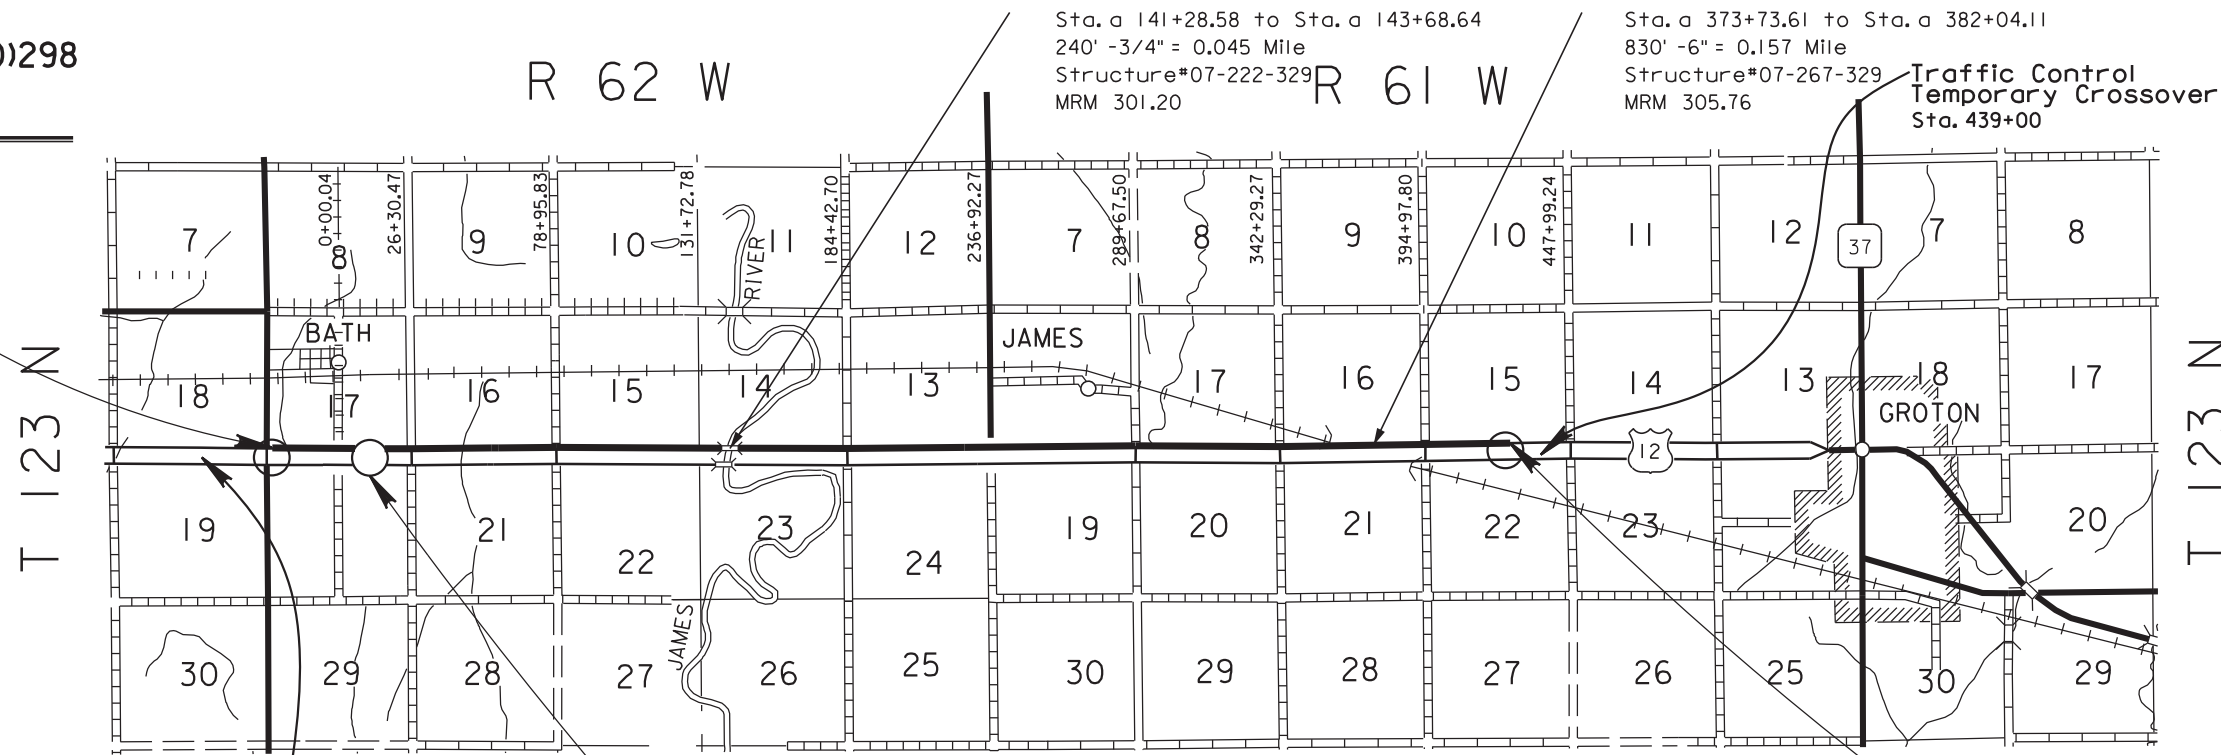 0)298
R 62 W
Sta. a 141+28.58 to Sta. a 143+68.64
240' -3/4" = 0.045 Mile
Structure#07-222-329
MRM 301.20
R 61 W
Sta. a 373+73.61 to Sta. a 382+04.11
830' -6" = 0.157 Mile
Structure#07-267-329
MRM 305.76
Traffic Control
Temporary Crossover
Sta. 439+00
0+00.04
26+30.47
78+95.83
131+72.78
184+42.70
236+92.27
289+67.50
342+29.27
394+97.80
447+99.24
7 8 9 10 11 12 7 8 9 10 11 12 7 8
37
RIVER
BATH
JAMES
T 123 N
18 17 16 15 14 13 17 16 15 14 13 18 17
GROTON
T 123 N
12
19 21 22 23 24 19 20 21 22 23 20
JAMES
30 29 28 27 26 25 30 29 28 27 26 25 30 29